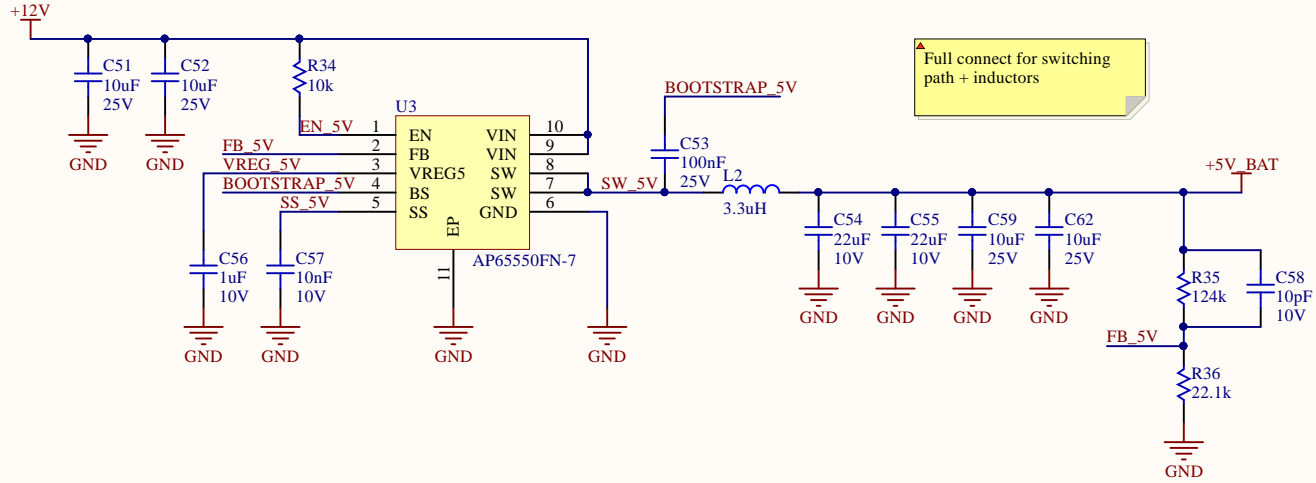 +12V
C51
10uF
25V
GND
C52
10uF
25V
GND
R34
10k
U3
EN_5V
FB_5V
VREG_5V
BOOTSTRAP_5V
SS_5V
1
2
3
4
5
EN
FB
VREG5
BS
SS
EP
VIN
VIN
SW
SW
GND
10
9
8
7
6
11
AP65550FN-7
C56
1uF
10V
GND
C57
10nF
10V
GND
GND
GND
BOOTSTRAP_5V
C53
100nF
25V
SW_5V
L2
3.3uH
Full connect for switching
path + inductors
+5V_BAT
C54
22uF
10V
GND
C55
22uF
10V
GND
C59
10uF
25V
GND
C62
10uF
25V
GND
R35
124k
C58
10pF
10V
FB_5V
R36
22.1k
GND